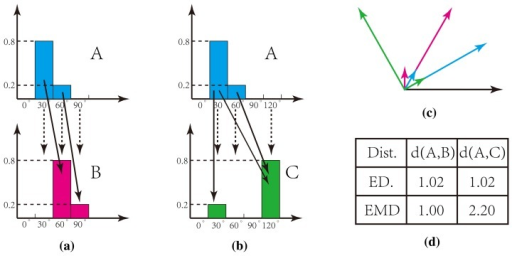 0.8
A
0.2
0° 30° 60° 90°
0.8
B
0.2
0° 30° 60° 90°
(a)
0.8
A
0.2
0° 30° 60° 90° 120°
0.8
C
0.2
0° 30° 60° 90° 120°
(b)
(c)
Dist. d(A,B) d(A,C)
ED. 1.02 1.02
EMD 1.00 2.20
(d)